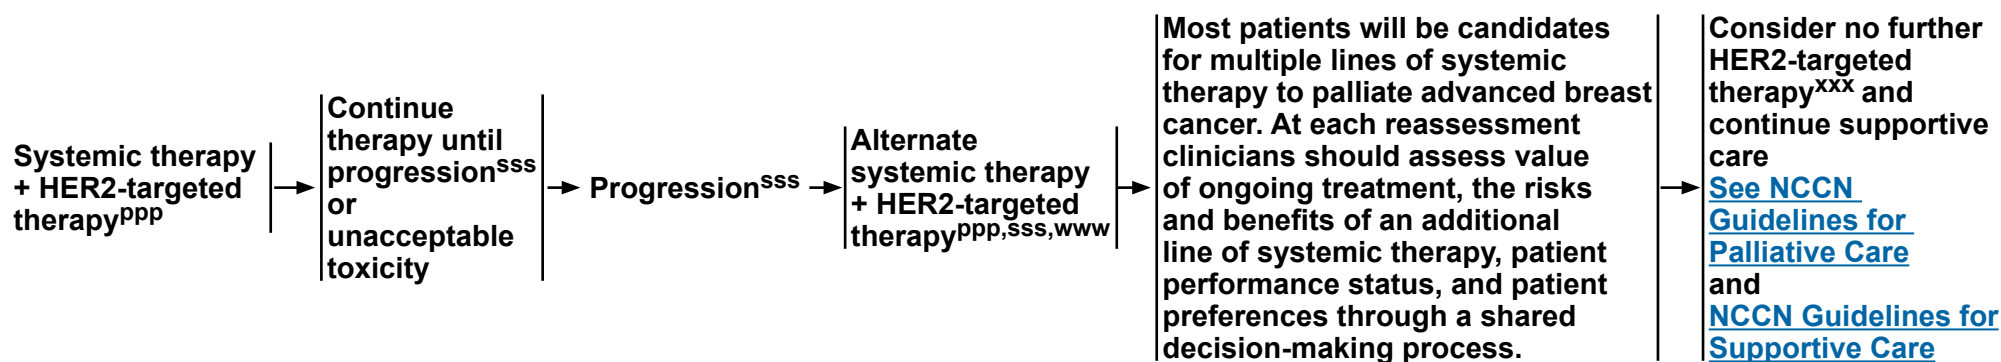 Systemic therapy
+ HER2-targeted
therapyppp
Continue
therapy until
progressionsss
or
unacceptable
toxicity
Progressionsss
Alternate
systemic therapy
+ HER2-targeted
therapyppp,sss,www
Most patients will be candidates
for multiple lines of systemic
therapy to palliate advanced breast
cancer. At each reassessment
clinicians should assess value
of ongoing treatment, the risks
and benefits of an additional
line of systemic therapy, patient
performance status, and patient
preferences through a shared
decision-making process.
Consider no further
HER2-targeted
therapyxxx and
continue supportive
care
See NCCN
Guidelines for
Palliative Care
and
NCCN Guidelines for
Supportive Care